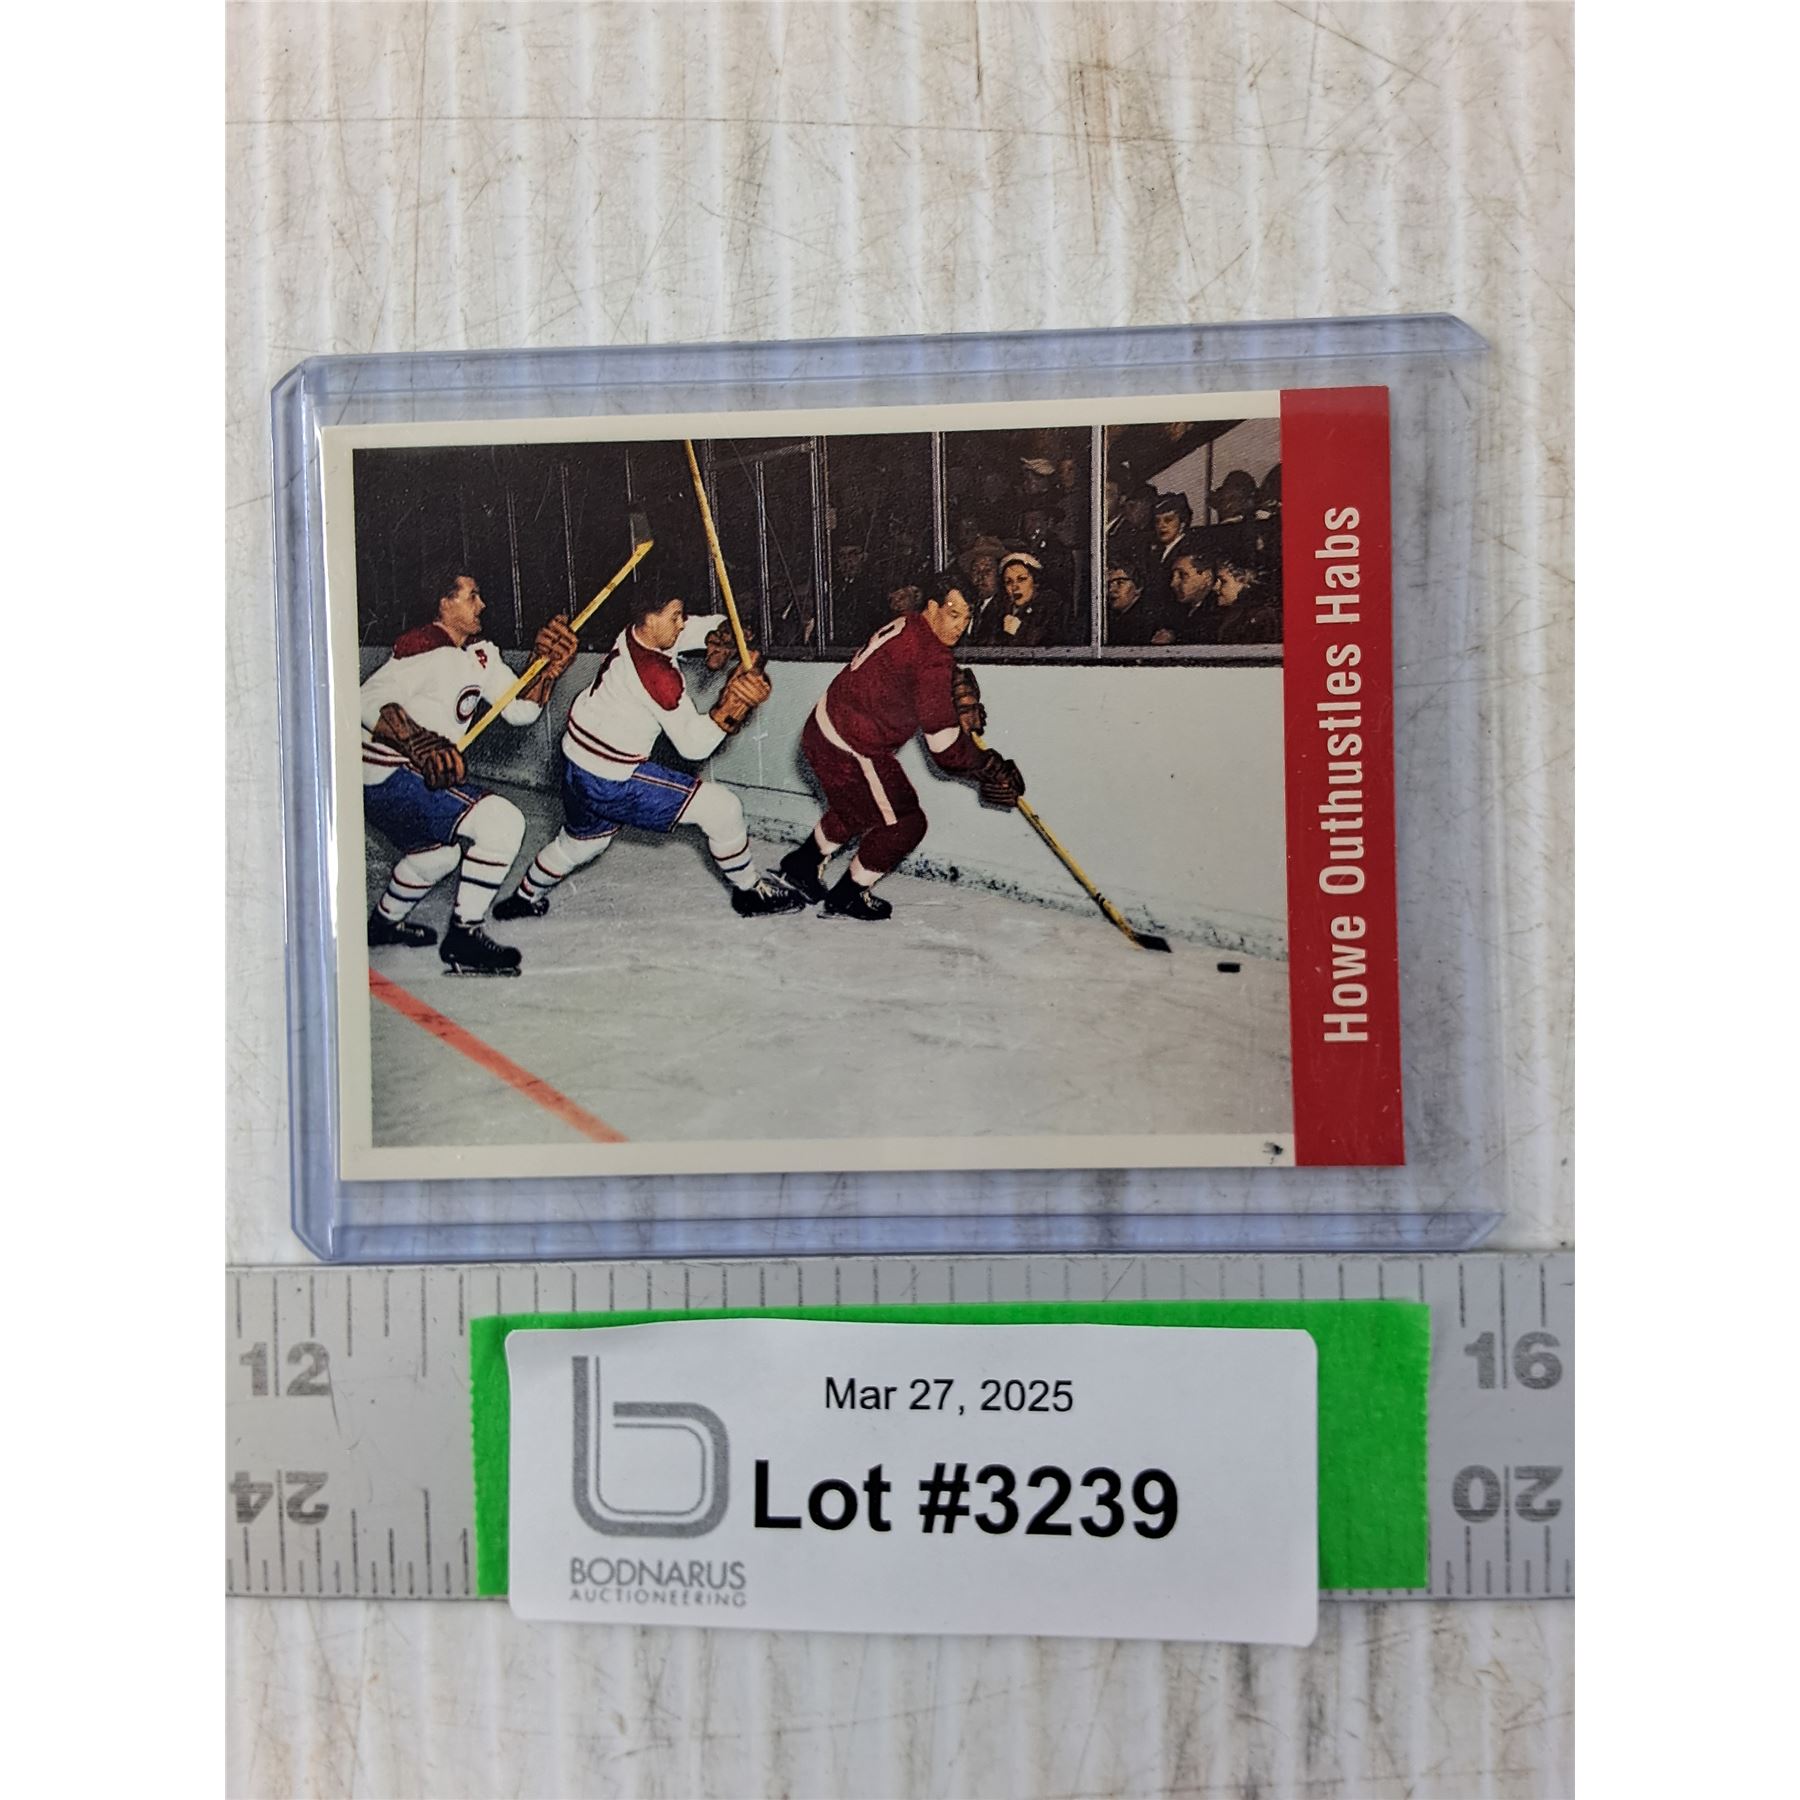 Howe Outhustles Habs
12
16
24
20
Mar 27, 2025
Lot #3239
BODNARUS
AUCTIONEERING